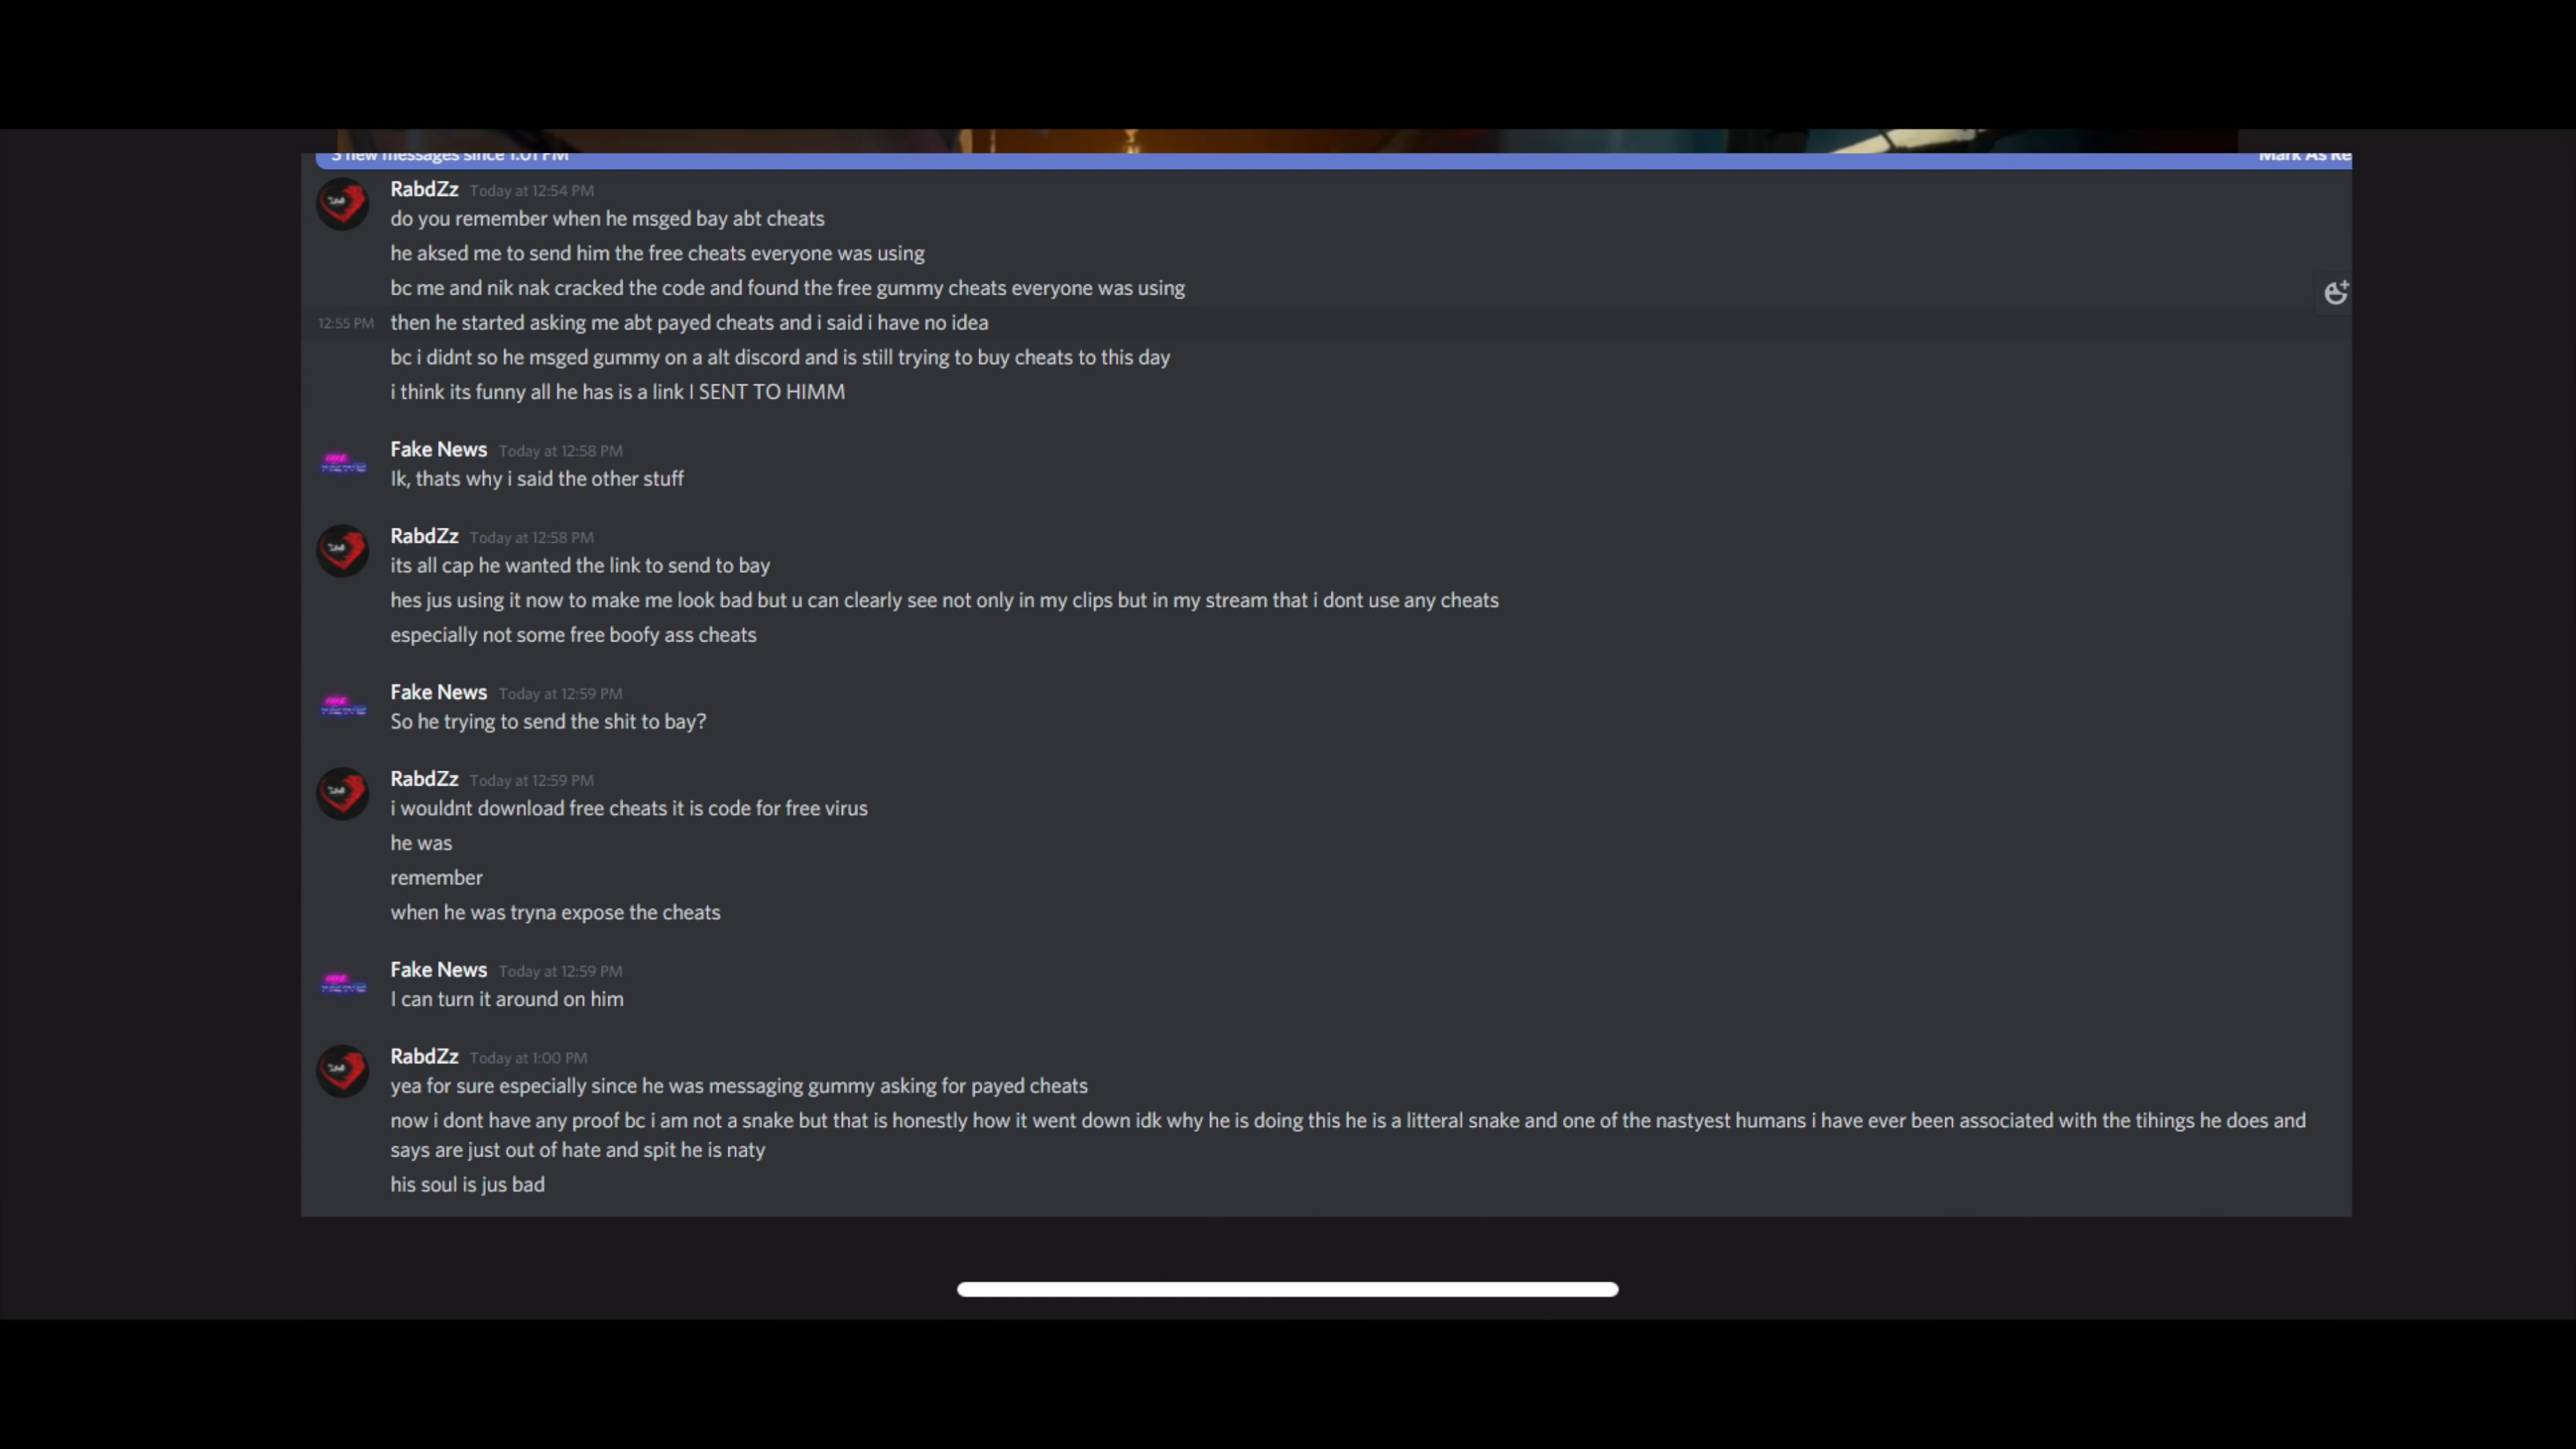 3 new messages since 1:01 PM
Mark As Re
RabdZz Today at 12:54 PM
do you remember when he msged bay abt cheats
he aksed me to send him the free cheats everyone was using
bc me and nik nak cracked the code and found the free gummy cheats everyone was using
12:55 PM then he started asking me abt payed cheats and i said i have no idea
bc i didnt so he msged gummy on a alt discord and is still trying to buy cheats to this day
i think its funny all he has is a link I SENT TO HIMM
Fake News Today at 12:58 PM
Ik, thats why i said the other stuff
RabdZz Today at 12:58 PM
its all cap he wanted the link to send to bay
hes jus using it now to make me look bad but u can clearly see not only in my clips but in my stream that i dont use any cheats
especially not some free boofy ass cheats
Fake News Today at 12:59 PM
So he trying to send the shit to bay?
RabdZz Today at 12:59 PM
i wouldnt download free cheats it is code for free virus
he was
remember
when he was tryna expose the cheats
Fake News Today at 12:59 PM
I can turn it around on him
RabdZz Today at 1:00 PM
yea for sure especially since he was messaging gummy asking for payed cheats
now i dont have any proof bc i am not a snake but that is honestly how it went down idk why he is doing this he is a litteral snake and one of the nastyest humans i have ever been associated with the tihings he does and
says are just out of hate and spit he is naty
his soul is jus bad